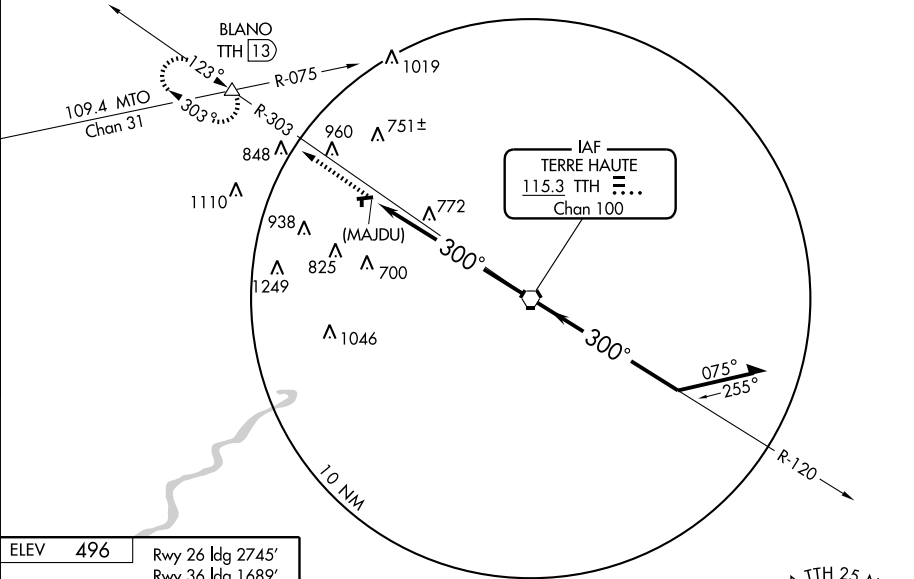 BLANO
TTH 13
123°
R-075
1019
109.4 MTO
Chan 31
303°
R-303
960
751±
848
IAF
TERRE HAUTE
115.3 TTH
Chan 100
1110
772
938
(MAJDU)
300°
825
700
1249
1046
300°
075°
255°
R-120
10 NM
ELEV 496
Rwy 26 ldg 2745'
Rwy 36 ldg 1689'
TTH 25